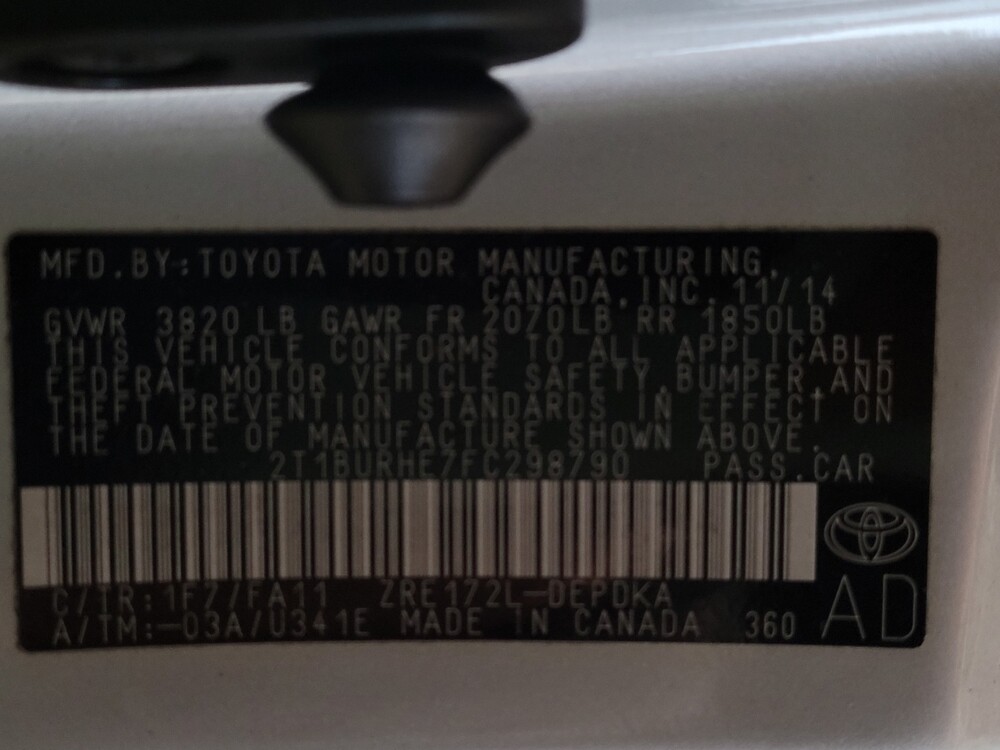 MFD.BY:TOYOTA MOTOR MANUFACTURING,
CANADA,INC. 11/14
GVWR 3820LB GAWR FR 2070LB RR 1850LB
THIS VEHICLE CONFORMS TO ALL APPLICABLE
FEDERAL MOTOR VEHICLE SAFETY,BUMPER,AND
THEFT PREVENTION STANDARDS IN EFFECT ON
THE DATE OF MANUFACTURE SHOWN ABOVE.
2T1BURHE7FC298790 PASS.CAR
C/TR:1F7/FA11 ZRE172L-DEPDKA
A/TM:-03A/U341E MADE IN CANADA 360
AD